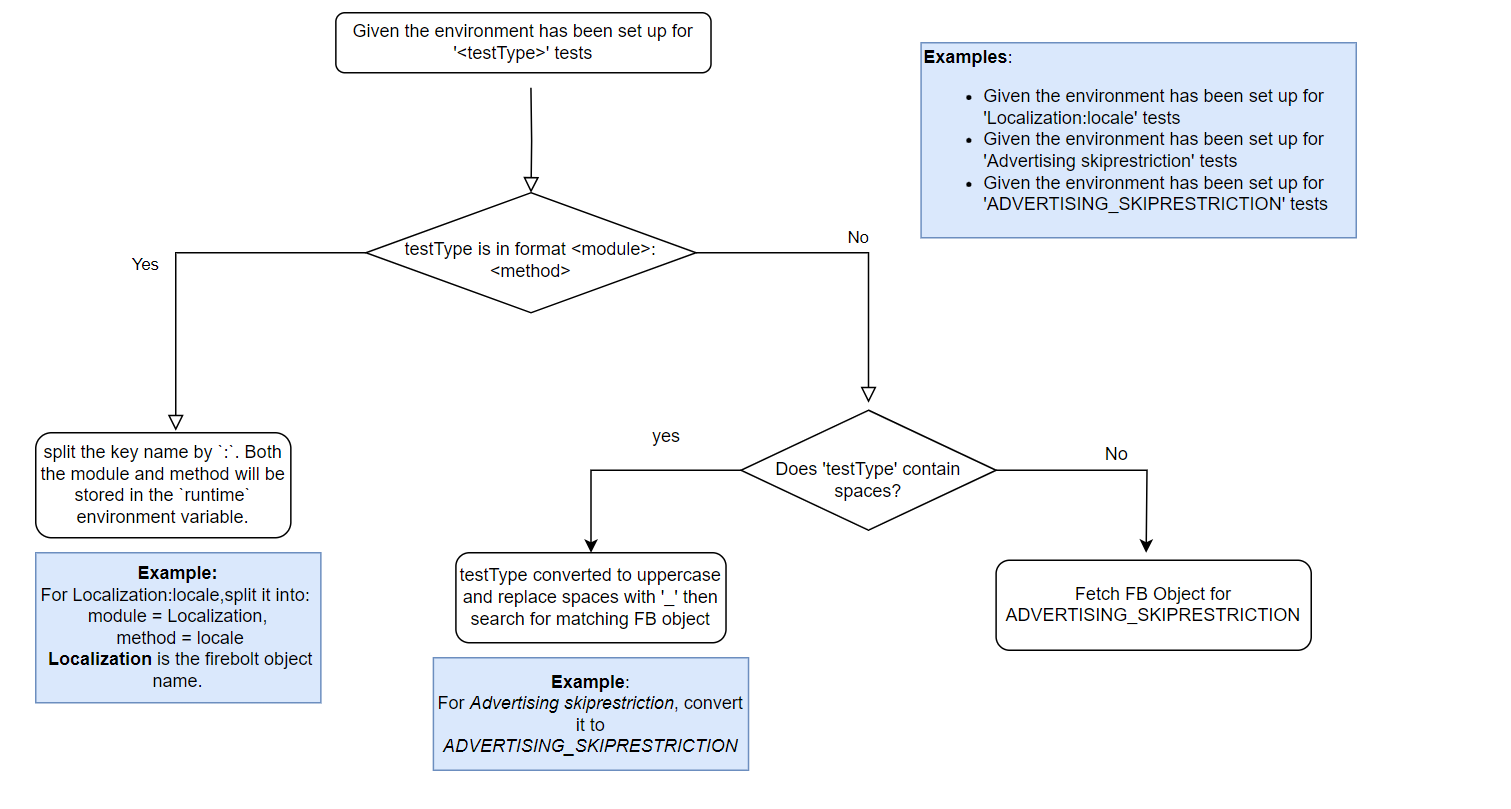 Given the environment has been set up for
'<testType>' tests
Examples:
Given the environment has been set up for
'Localization:locale' tests
Given the environment has been set up for
'Advertising skiprestriction' tests
Given the environment has been set up for
'ADVERTISING_SKIPRESTRICTION' tests
testType is in format <module>:
<method>
Yes
No
split the key name by `:`. Both
the module and method will be
stored in the `runtime`
environment variable.
Example:
For Localization:locale,split it into:
module = Localization,
method = locale
Localization is the firebolt object
name.
Does 'testType' contain
spaces?
yes
No
testType converted to uppercase
and replace spaces with '_' then
search for matching FB object
Example:
For Advertising skiprestriction, convert
it to
ADVERTISING_SKIPRESTRICTION
Fetch FB Object for
ADVERTISING_SKIPRESTRICTION